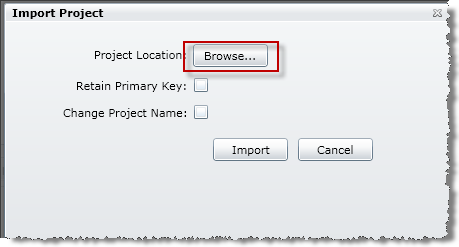 Import Project
Project Location: Browse...
Retain Primary Key:
Change Project Name:
Import Cancel